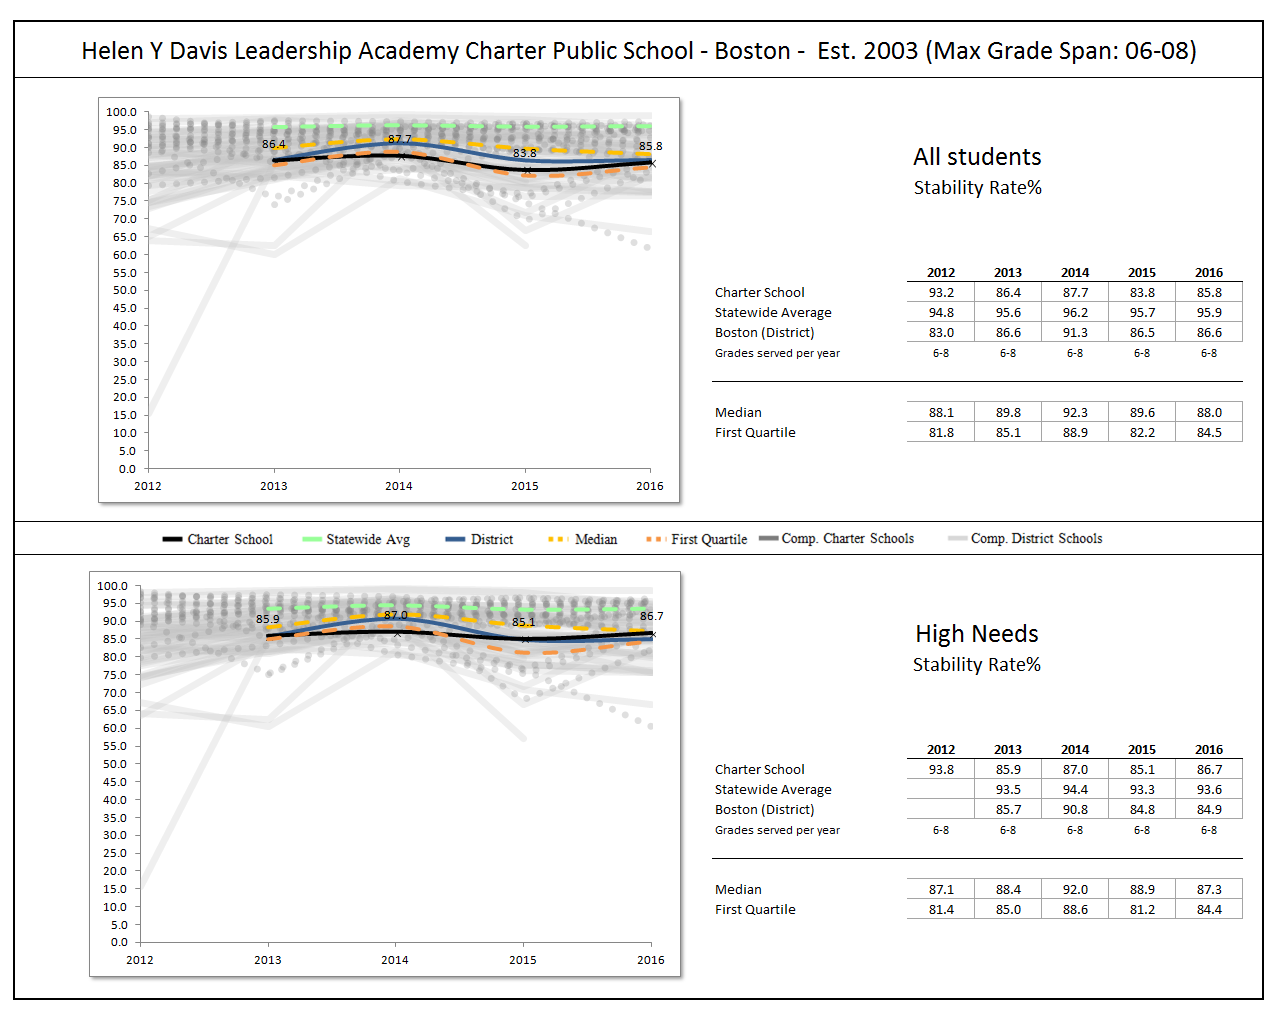 Helen Y Davis Leadership Academy Charter Public School - Boston -  Est. 2003 (Max Grade Span: 06-08)
100.0
95.0
90.0
85.0
80.0
75.0
70.0
65.0
60.0
55.0
50.0
45.0
40.0
35.0
30.0
25.0
20.0
15.0
10.0
5.0
0.0
86.4 87.7 83.8 85.8
2012 2013 2014 2015 2016
All students
Stability Rate%
2012 2013 2014 2015 2016
Charter School 93.2 86.4 87.7 83.8 85.8
Statewide Average 94.8 95.6 96.2 95.7 95.9
Boston (District) 83.0 86.6 91.3 86.5 86.6
Grades served per year 6-8 6-8 6-8 6-8 6-8
Median 88.1 89.8 92.3 89.6 88.0
First Quartile 81.8 85.1 88.9 82.2 84.5
Charter School Statewide Avg District Median First Quartile Comp. Charter Schools Comp. District Schools
100.0
95.0
90.0
85.0
80.0
75.0
70.0
65.0
60.0
55.0
50.0
45.0
40.0
35.0
30.0
25.0
20.0
15.0
10.0
5.0
0.0
85.9 87.0 85.1 86.7
2012 2013 2014 2015 2016
High Needs
Stability Rate%
2012 2013 2014 2015 2016
Charter School 93.8 85.9 87.0 85.1 86.7
Statewide Average 93.5 94.4 93.3 93.6
Boston (District) 85.7 90.8 84.8 84.9
Grades served per year 6-8 6-8 6-8 6-8 6-8
Median 87.1 88.4 92.0 88.9 87.3
First Quartile 81.4 85.0 88.6 81.2 84.4